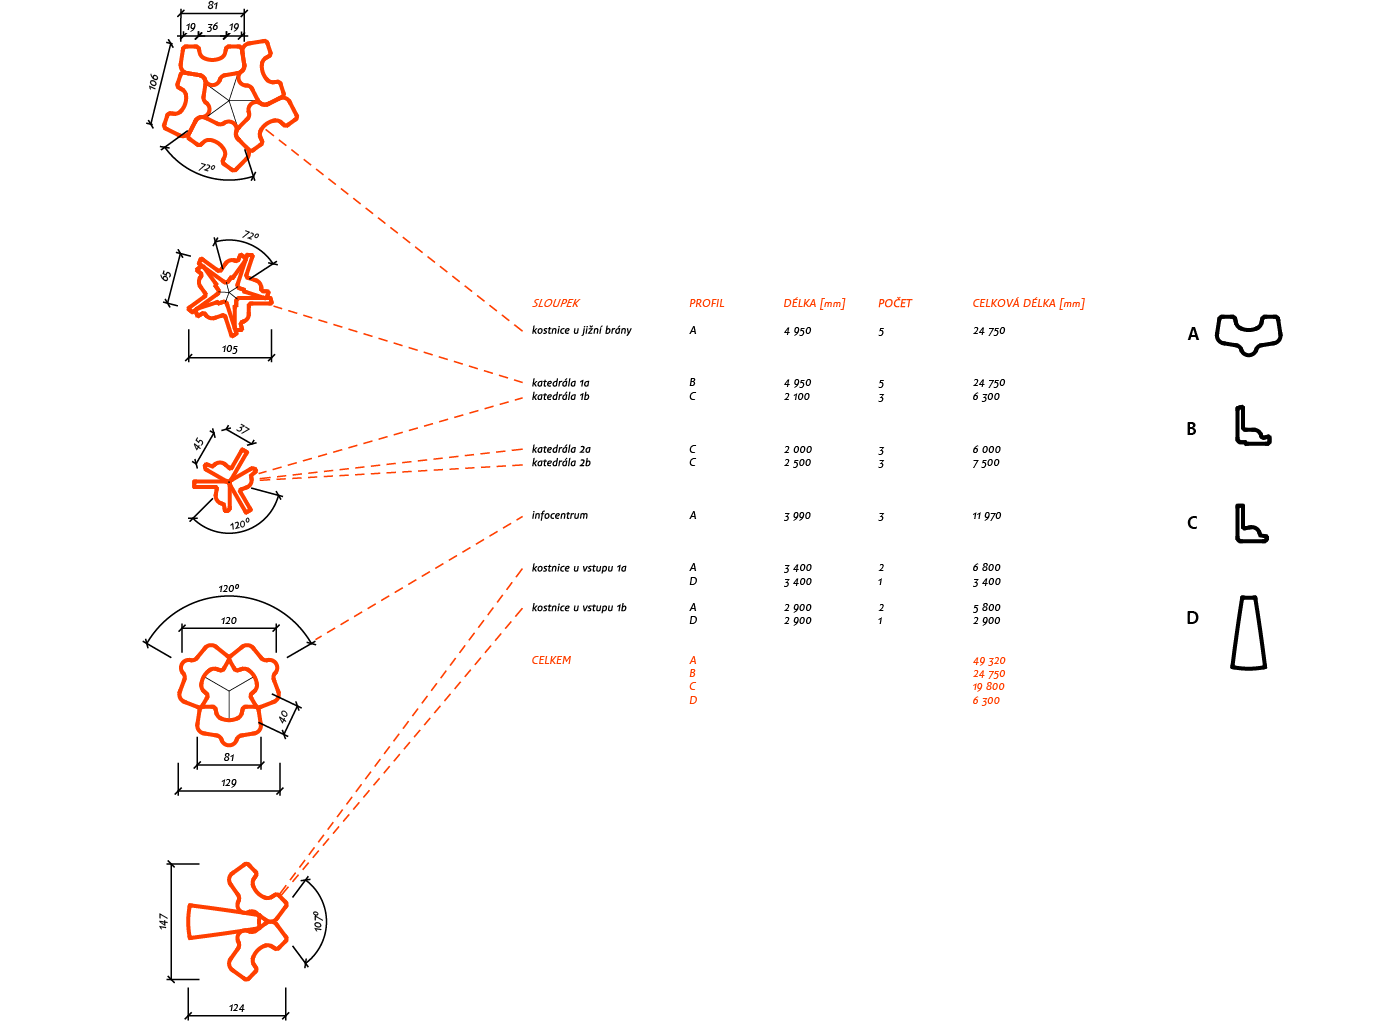 81
19 36 19
106
72º
72º
65
105
SLOUPEK PROFIL DÉLKA [mm] POČET CELKOVÁ DÉLKA [mm]
kostnice u jižní brány A 4 950 5 24 750
A
katedrála 1a B 4 950 5 24 750
katedrála 1b C 2 100 3 6 300
B
37
45
120º
katedrála 2a C 2 000 3 6 000
katedrála 2b C 2 500 3 7 500
infocentrum A 3 990 3 11 970
C
kostnice u vstupu 1a A 3 400 2 6 800
D 3 400 1 3 400
kostnice u vstupu 1b A 2 900 2 5 800
D 2 900 1 2 900
D
CELKEM A 49 320
B 24 750
C 19 800
D 6 300
120º
120
40
81
129
147
107º
124